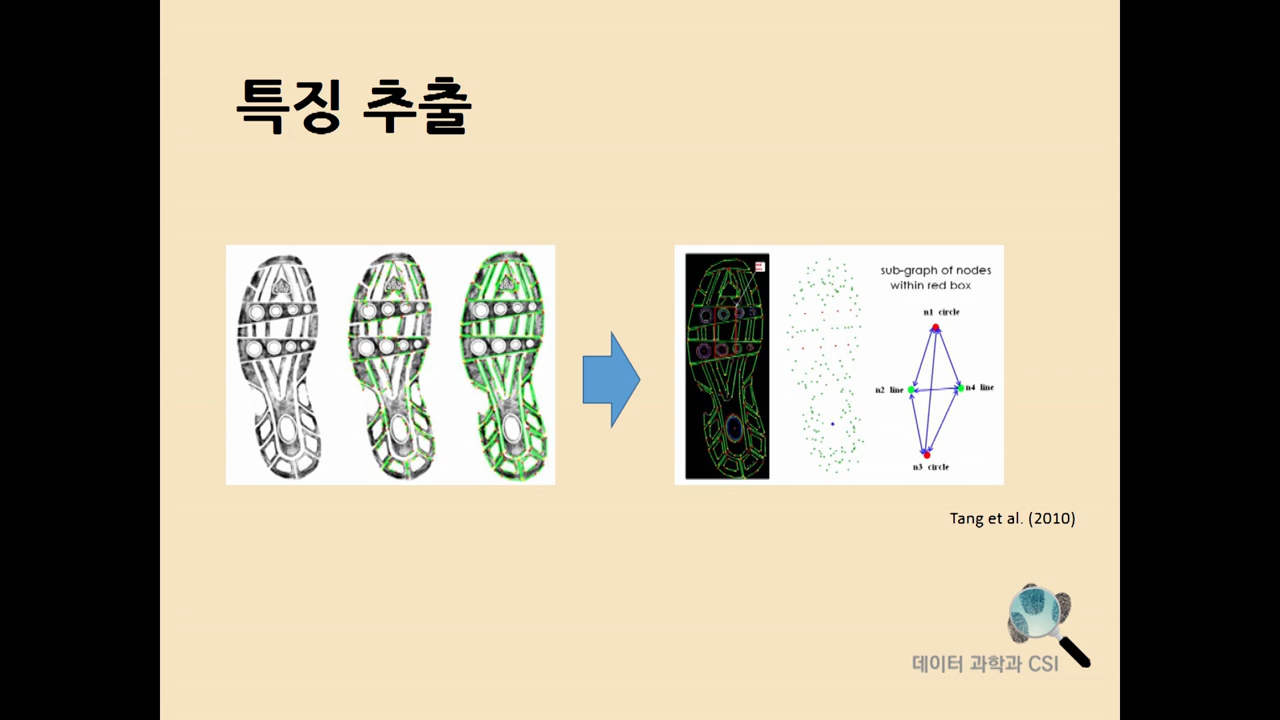 특징 추출
sub-graph of nodes
within red box
n1 circle
n2 line
n4 line
n3 circle
Tang et al. (2010)
데이터 과학과 CSI